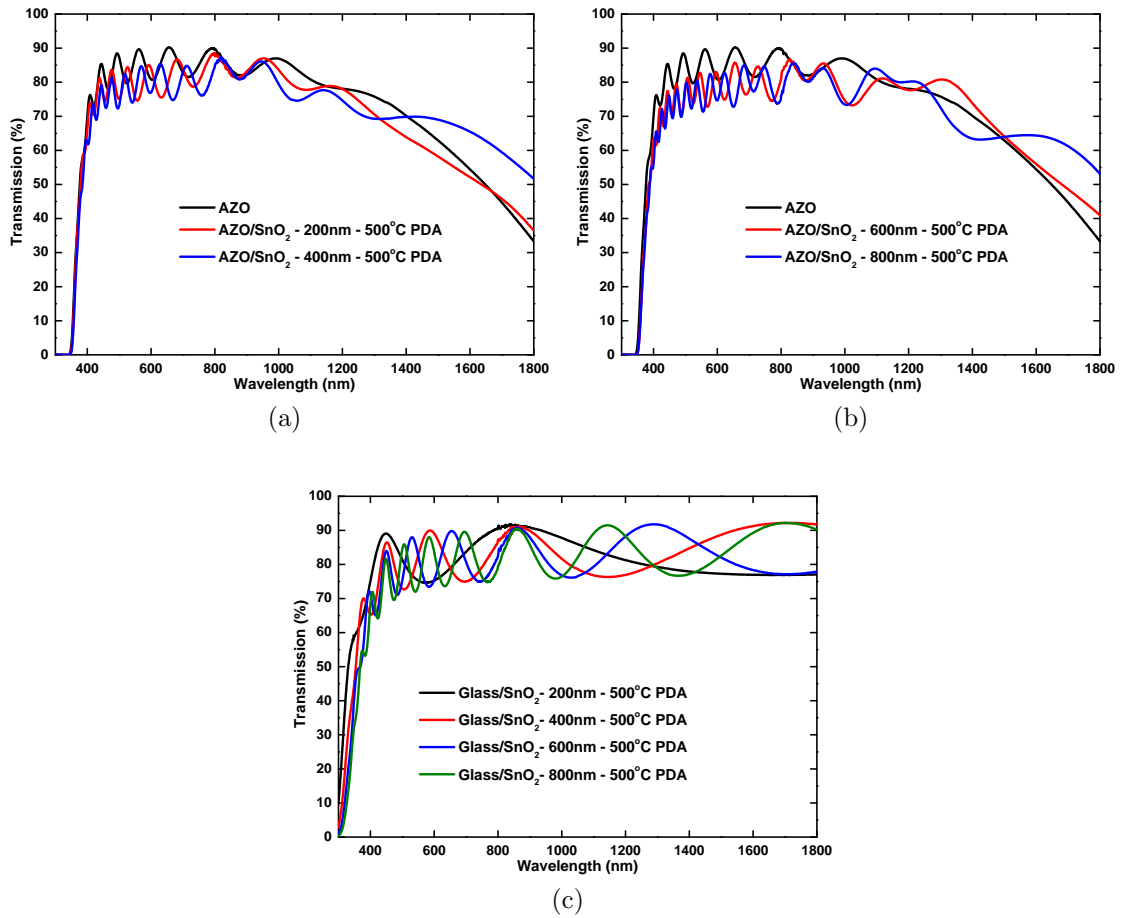 100
90
80
70
60
50
40
30
20
10
0
Transmission (%)
AZO
AZO/SnO₂ - 200nm - 500°C PDA
AZO/SnO₂ - 400nm - 500°C PDA
400 600 800 1000 1200 1400 1600 1800
Wavelength (nm)
(a)
100
90
80
70
60
50
40
30
20
10
0
Transmission (%)
AZO
AZO/SnO₂ - 600nm - 500°C PDA
AZO/SnO₂ - 800nm - 500°C PDA
400 600 800 1000 1200 1400 1600 1800
Wavelength (nm)
(b)
100
90
80
70
60
50
40
30
20
10
0
Transmission (%)
Glass/SnO₂- 200nm - 500°C PDA
Glass/SnO₂- 400nm - 500°C PDA
Glass/SnO₂- 600nm - 500°C PDA
Glass/SnO₂- 800nm - 500°C PDA
400 600 800 1000 1200 1400 1600 1800
Wavelength (nm)
(c)